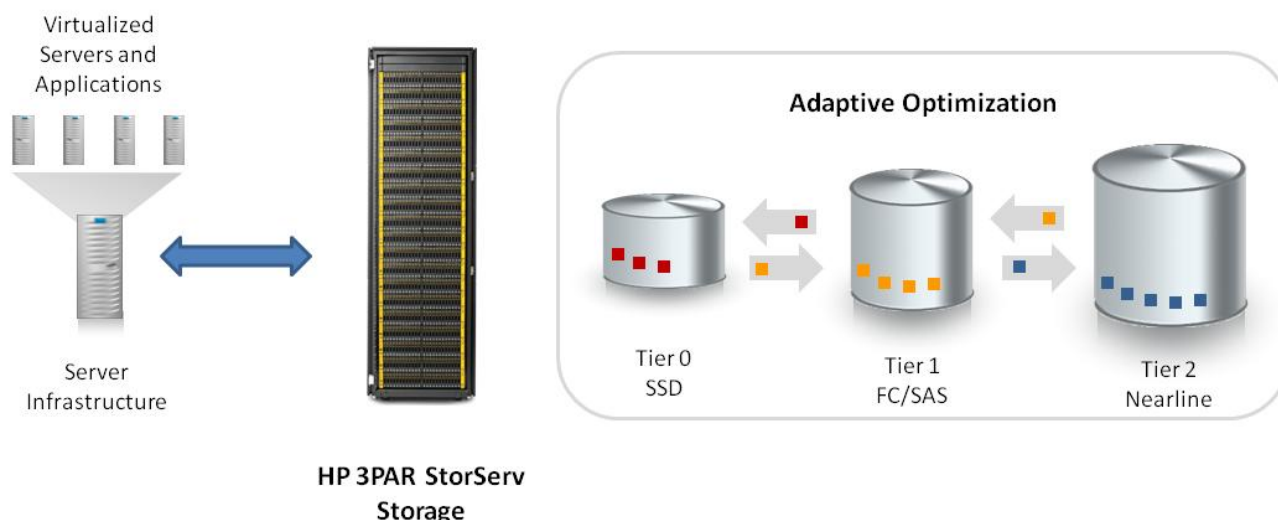 Virtualized
Servers and
Applications
Server
Infrastructure
HP 3PAR StorServ
Storage
Adaptive Optimization
Tier 0
SSD
Tier 1
FC/SAS
Tier 2
Nearline